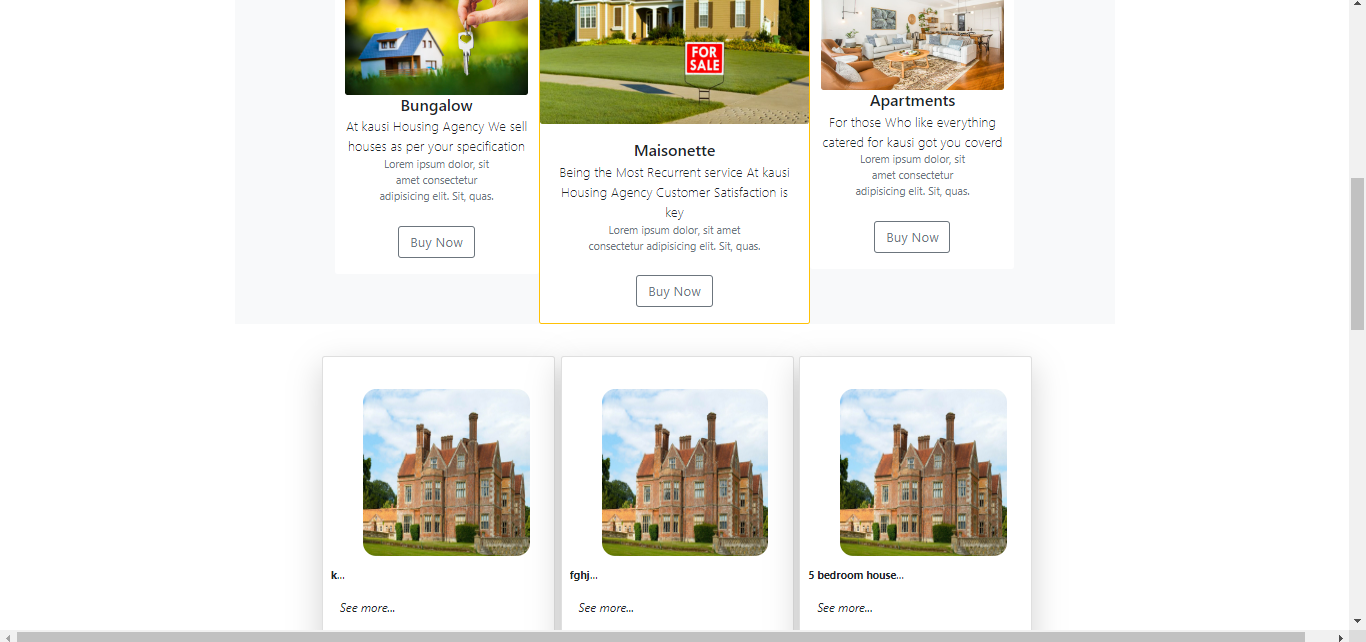 FOR
SALE
Bungalow
At kausi Housing Agency We sell
houses as per your specification
Lorem ipsum dolor, sit
amet consectetur
adipisicing elit. Sit, quas.
Buy Now
Maisonette
Being the Most Recurrent service At kausi
Housing Agency Customer Satisfaction is
key
Lorem ipsum dolor, sit amet
consectetur adipisicing elit. Sit, quas.
Buy Now
Apartments
For those Who like everything
catered for kausi got you coverd
Lorem ipsum dolor, sit
amet consectetur
adipisicing elit. Sit, quas.
Buy Now
k...
See more...
fghj...
See more...
5 bedroom house...
See more...